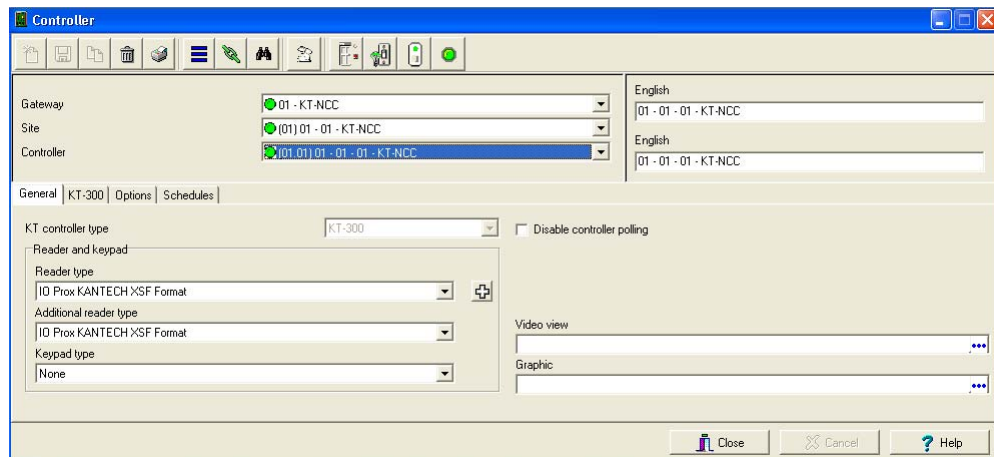 Controller
Gateway
01 - KT-NCC
Site
(01) 01 - 01 - KT-NCC
Controller
(01.01) 01 - 01 - 01 - KT-NCC
English
01 - 01 - 01 - KT-NCC
English
01 - 01 - 01 - KT-NCC
General KT-300 Options Schedules
KT controller type
KT-300
Disable controller polling
Reader and keypad
Reader type
IO Prox KANTECH XSF Format
Additional reader type
IO Prox KANTECH XSF Format
Keypad type
None
Video view
Graphic
Close Cancel Help